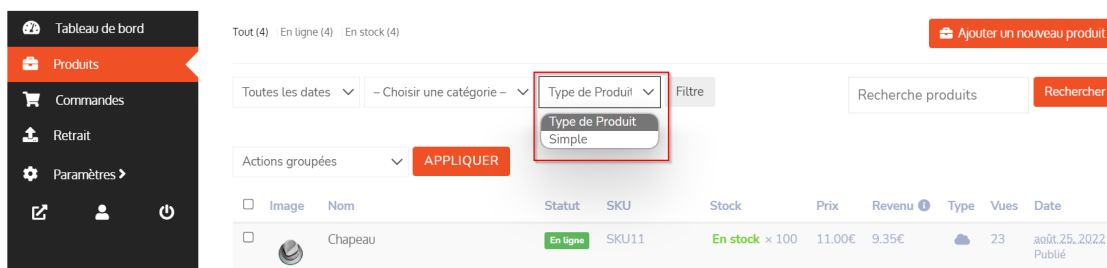 Tableau de bord
Tout (4) En ligne (4) En stock (4)
Ajouter un nouveau produit
Produits
Toutes les dates – Choisir une catégorie – Type de Produit Filtre
Recherche produits Rechercher
Commandes
Type de Produit
Simple
Retrait
Actions groupées APPLIQUER
Paramètres
Image Nom Statut SKU Stock Prix Revenu Type Vues Date
Chapeau En ligne SKU11 En stock × 100 11.00€ 9.35€ 23 août 25, 2022
Publié